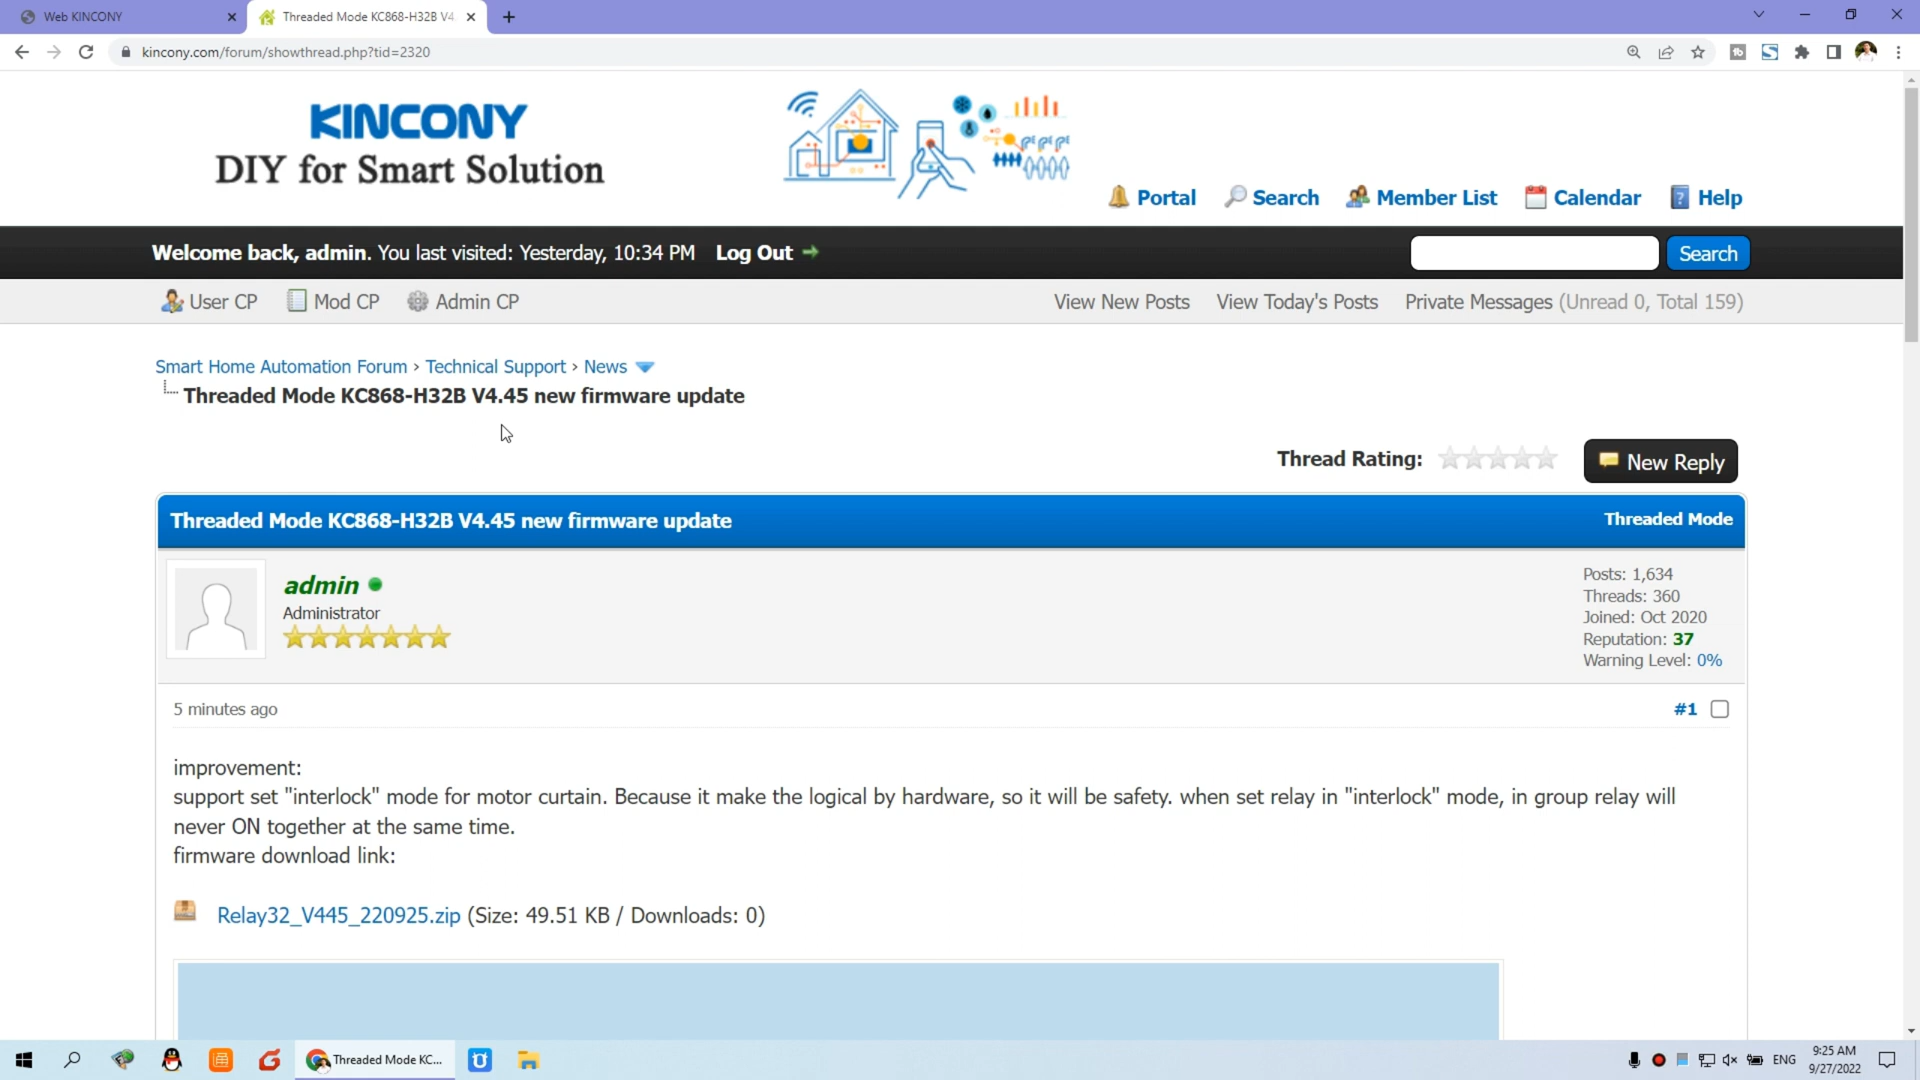 Web KINCONY
Threaded Mode KC868-H32B V4
kincony.com/forum/showthread.php?tid=2320
KINCONY
DIY for Smart Solution
Portal
Search
Member List
Calendar
Help
Welcome back, admin. You last visited: Yesterday, 10:34 PM Log Out
Search
User CP
Mod CP
Admin CP
View New Posts
View Today's Posts
Private Messages (Unread 0, Total 159)
Smart Home Automation Forum › Technical Support › News
Threaded Mode KC868-H32B V4.45 new firmware update
Thread Rating:
New Reply
Threaded Mode KC868-H32B V4.45 new firmware update
Threaded Mode
admin
Administrator
Posts: 1,634
Threads: 360
Joined: Oct 2020
Reputation: 37
Warning Level: 0%
5 minutes ago
#1
improvement:
support set "interlock" mode for motor curtain. Because it make the logical by hardware, so it will be safety. when set relay in "interlock" mode, in group relay will
never ON together at the same time.
firmware download link:
Relay32_V445_220925.zip (Size: 49.51 KB / Downloads: 0)
Threaded Mode KC...
ENG
9:25 AM
9/27/2022